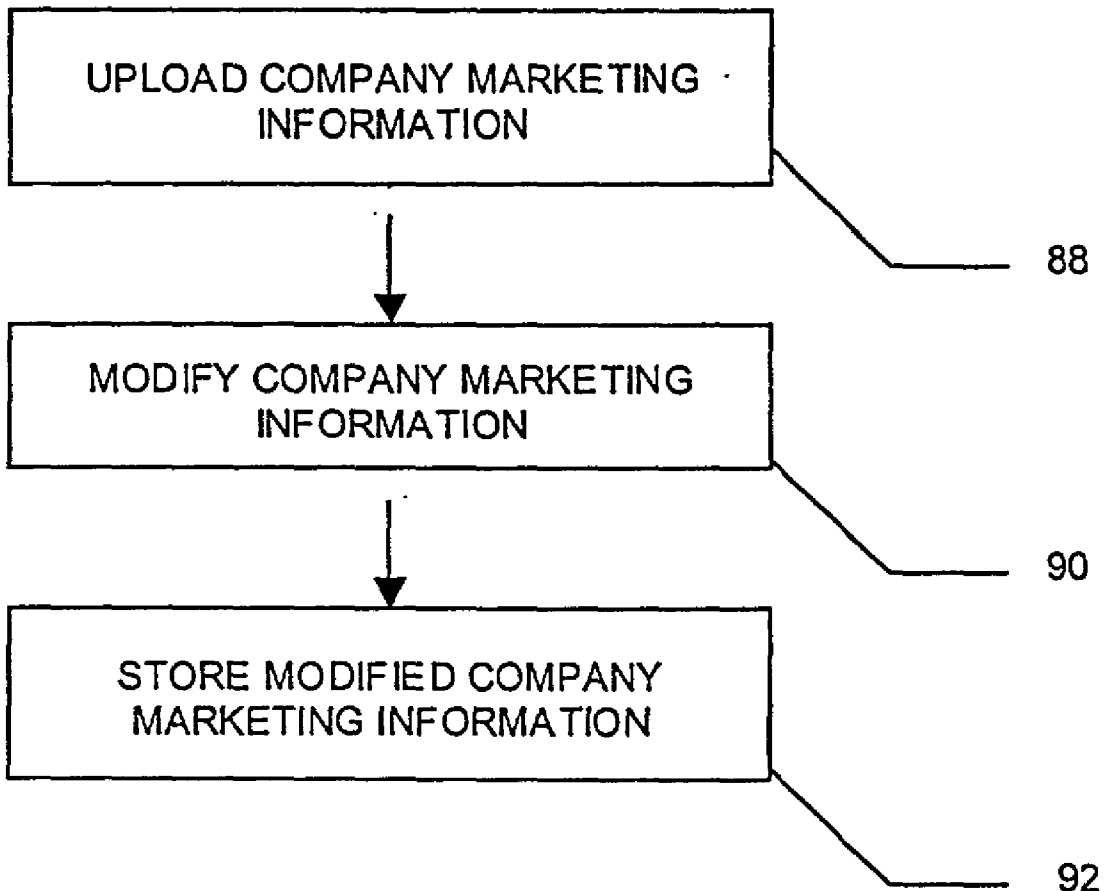 UPLOAD COMPANY MARKETING
INFORMATION
88
MODIFY COMPANY MARKETING
INFORMATION
90
STORE MODIFIED COMPANY
MARKETING INFORMATION
92